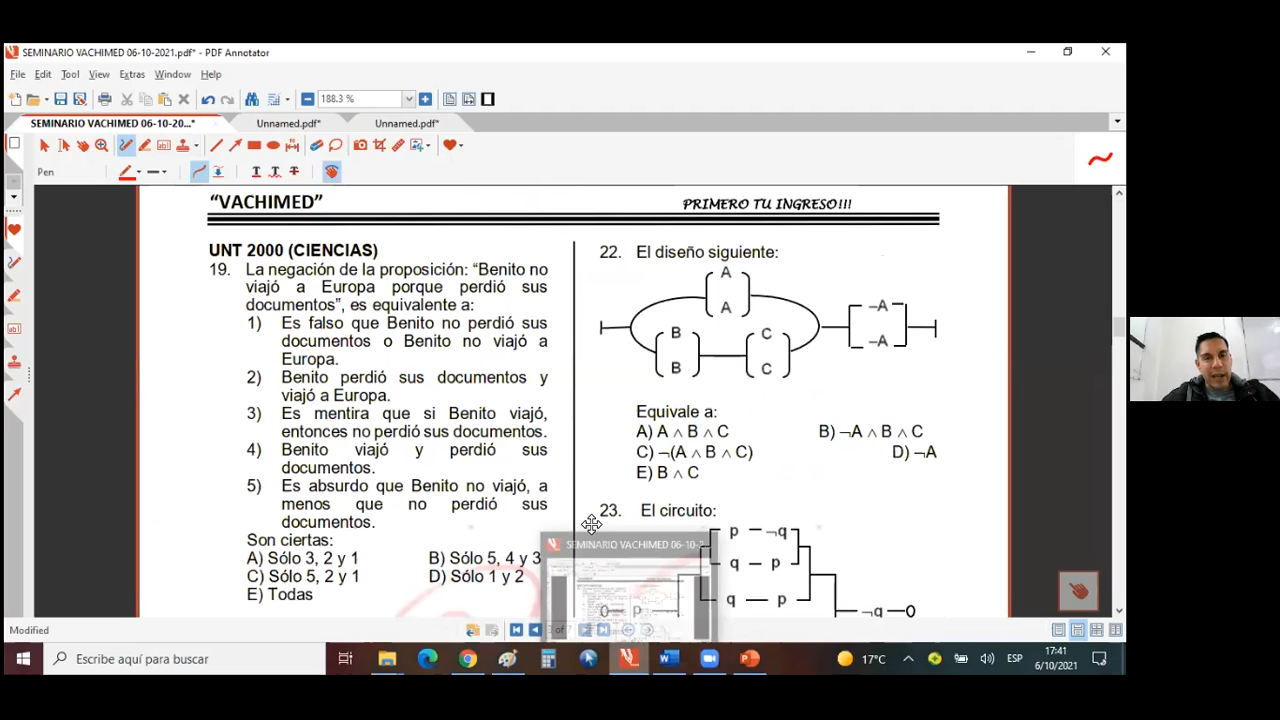 SEMINARIO VACHIMED 06-10-2021.pdf* - PDF Annotator
File Edit Tool View Extras Window Help
188.3 %
SEMINARIO VACHIMED 06-10-20...* Unnamed.pdf* Unnamed.pdf*
Pen
“VACHIMED” PRIMERO TU INGRESO!!!
UNT 2000 (CIENCIAS)
19. La negación de la proposición: “Benito no
viajó a Europa porque perdió sus
documentos”, es equivalente a:
1) Es falso que Benito no perdió sus
documentos o Benito no viajó a
Europa.
2) Benito perdió sus documentos y
viajó a Europa.
3) Es mentira que si Benito viajó,
entonces no perdió sus documentos.
4) Benito viajó y perdió sus
documentos.
5) Es absurdo que Benito no viajó, a
menos que no perdió sus
documentos.
Son ciertas:
A) Sólo 3, 2 y 1 B) Sólo 5, 4 y 3
C) Sólo 5, 2 y 1 D) Sólo 1 y 2
E) Todas
22. El diseño siguiente:
A
A
B C
B C
¬A
¬A
Equivale a:
A) A ∧ B ∧ C B) ¬A ∧ B ∧ C
C) ¬(A ∧ B ∧ C) D) ¬A
E) B ∧ C
23. El circuito:
p ¬q
q p
q p
p ¬q
SEMINARIO VACHIMED 06-10-2
Modified
3 of 7
Escribe aquí para buscar
17°C
ESP
17:41
6/10/2021